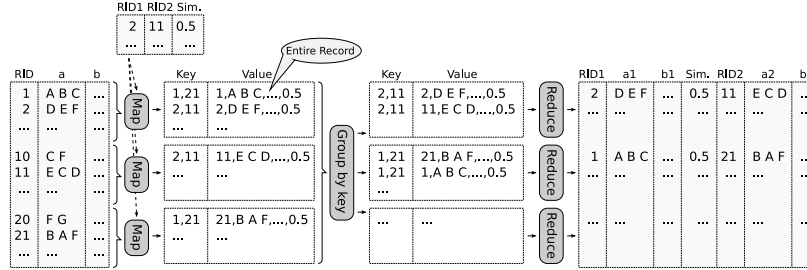 RID1 RID2 Sim.
2 11 0.5
... ... ...
Entire Record
RID a b
1 A B C ...
2 D E F ...
... ... ...
10 C F ...
11 E C D ...
... ... ...
20 F G ...
21 B A F ...
... ... ...
Map
Map
Map
Key Value
1,21 1,A B C,...,0.5
2,11 2,D E F,...,0.5
... ...
2,11 11,E C D,...,0.5
... ...
1,21 21,B A F,...,0.5
... ...
Group by key
Key Value
2,11 2,D E F,...,0.5
2,11 11,E C D,...,0.5
1,21 21,B A F,...,0.5
1,21 1,A B C,...,0.5
... ...
Reduce
Reduce
Reduce
RID1 a1 b1 Sim. RID2 a2 b
2 D E F ... 0.5 11 E C D ...
... ... ... ... ... ... ...
1 A B C ... 0.5 21 B A F ...
... ... ... ... ... ... ...
... ... ... ... ... ... ...